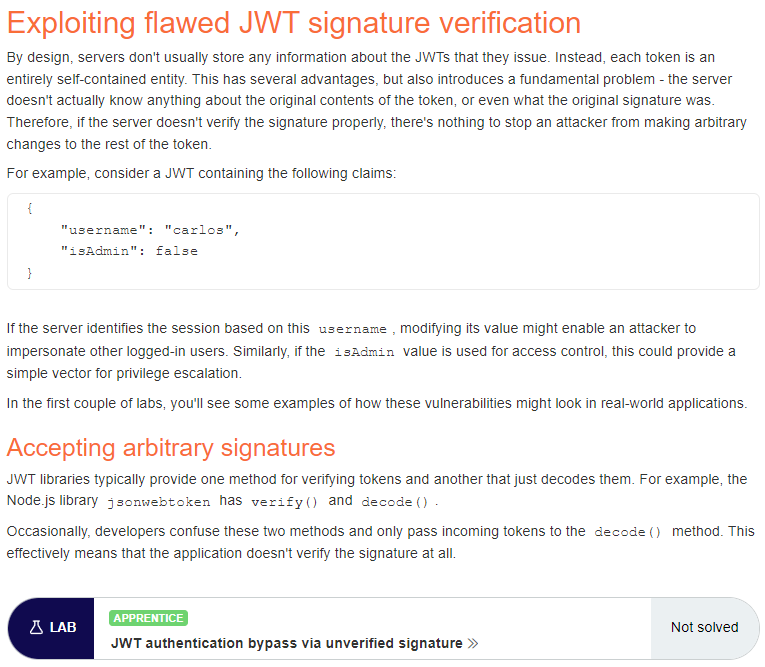 Exploiting flawed JWT signature verification
By design, servers don't usually store any information about the JWTs that they issue. Instead, each token is an
entirely self-contained entity. This has several advantages, but also introduces a fundamental problem - the server
doesn't actually know anything about the original contents of the token, or even what the original signature was.
Therefore, if the server doesn't verify the signature properly, there's nothing to stop an attacker from making arbitrary
changes to the rest of the token.
For example, consider a JWT containing the following claims:
{
    "username": "carlos",
    "isAdmin": false
}
If the server identifies the session based on this username , modifying its value might enable an attacker to
impersonate other logged-in users. Similarly, if the isAdmin value is used for access control, this could provide a
simple vector for privilege escalation.
In the first couple of labs, you'll see some examples of how these vulnerabilities might look in real-world applications.
Accepting arbitrary signatures
JWT libraries typically provide one method for verifying tokens and another that just decodes them. For example, the
Node.js library jsonwebtoken has verify() and decode() .
Occasionally, developers confuse these two methods and only pass incoming tokens to the decode() method. This
effectively means that the application doesn't verify the signature at all.
LAB
APPRENTICE
JWT authentication bypass via unverified signature »
Not solved